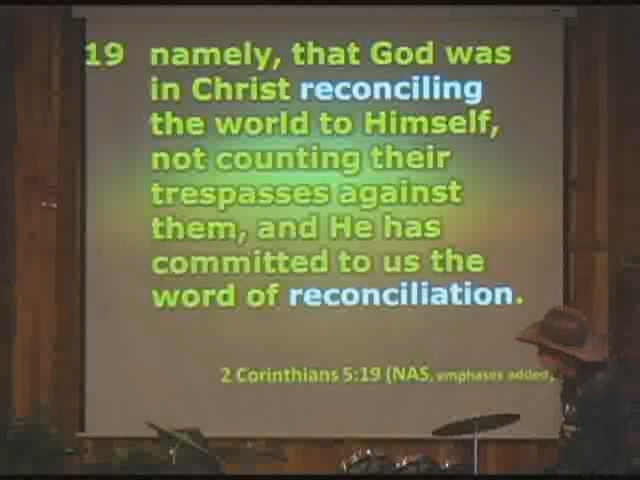 19 namely, that God was
in Christ reconciling
the world to Himself,
not counting their
trespasses against
them, and He has
committed to us the
word of reconciliation.
2 Corinthians 5:19 (NAS, emphases added)